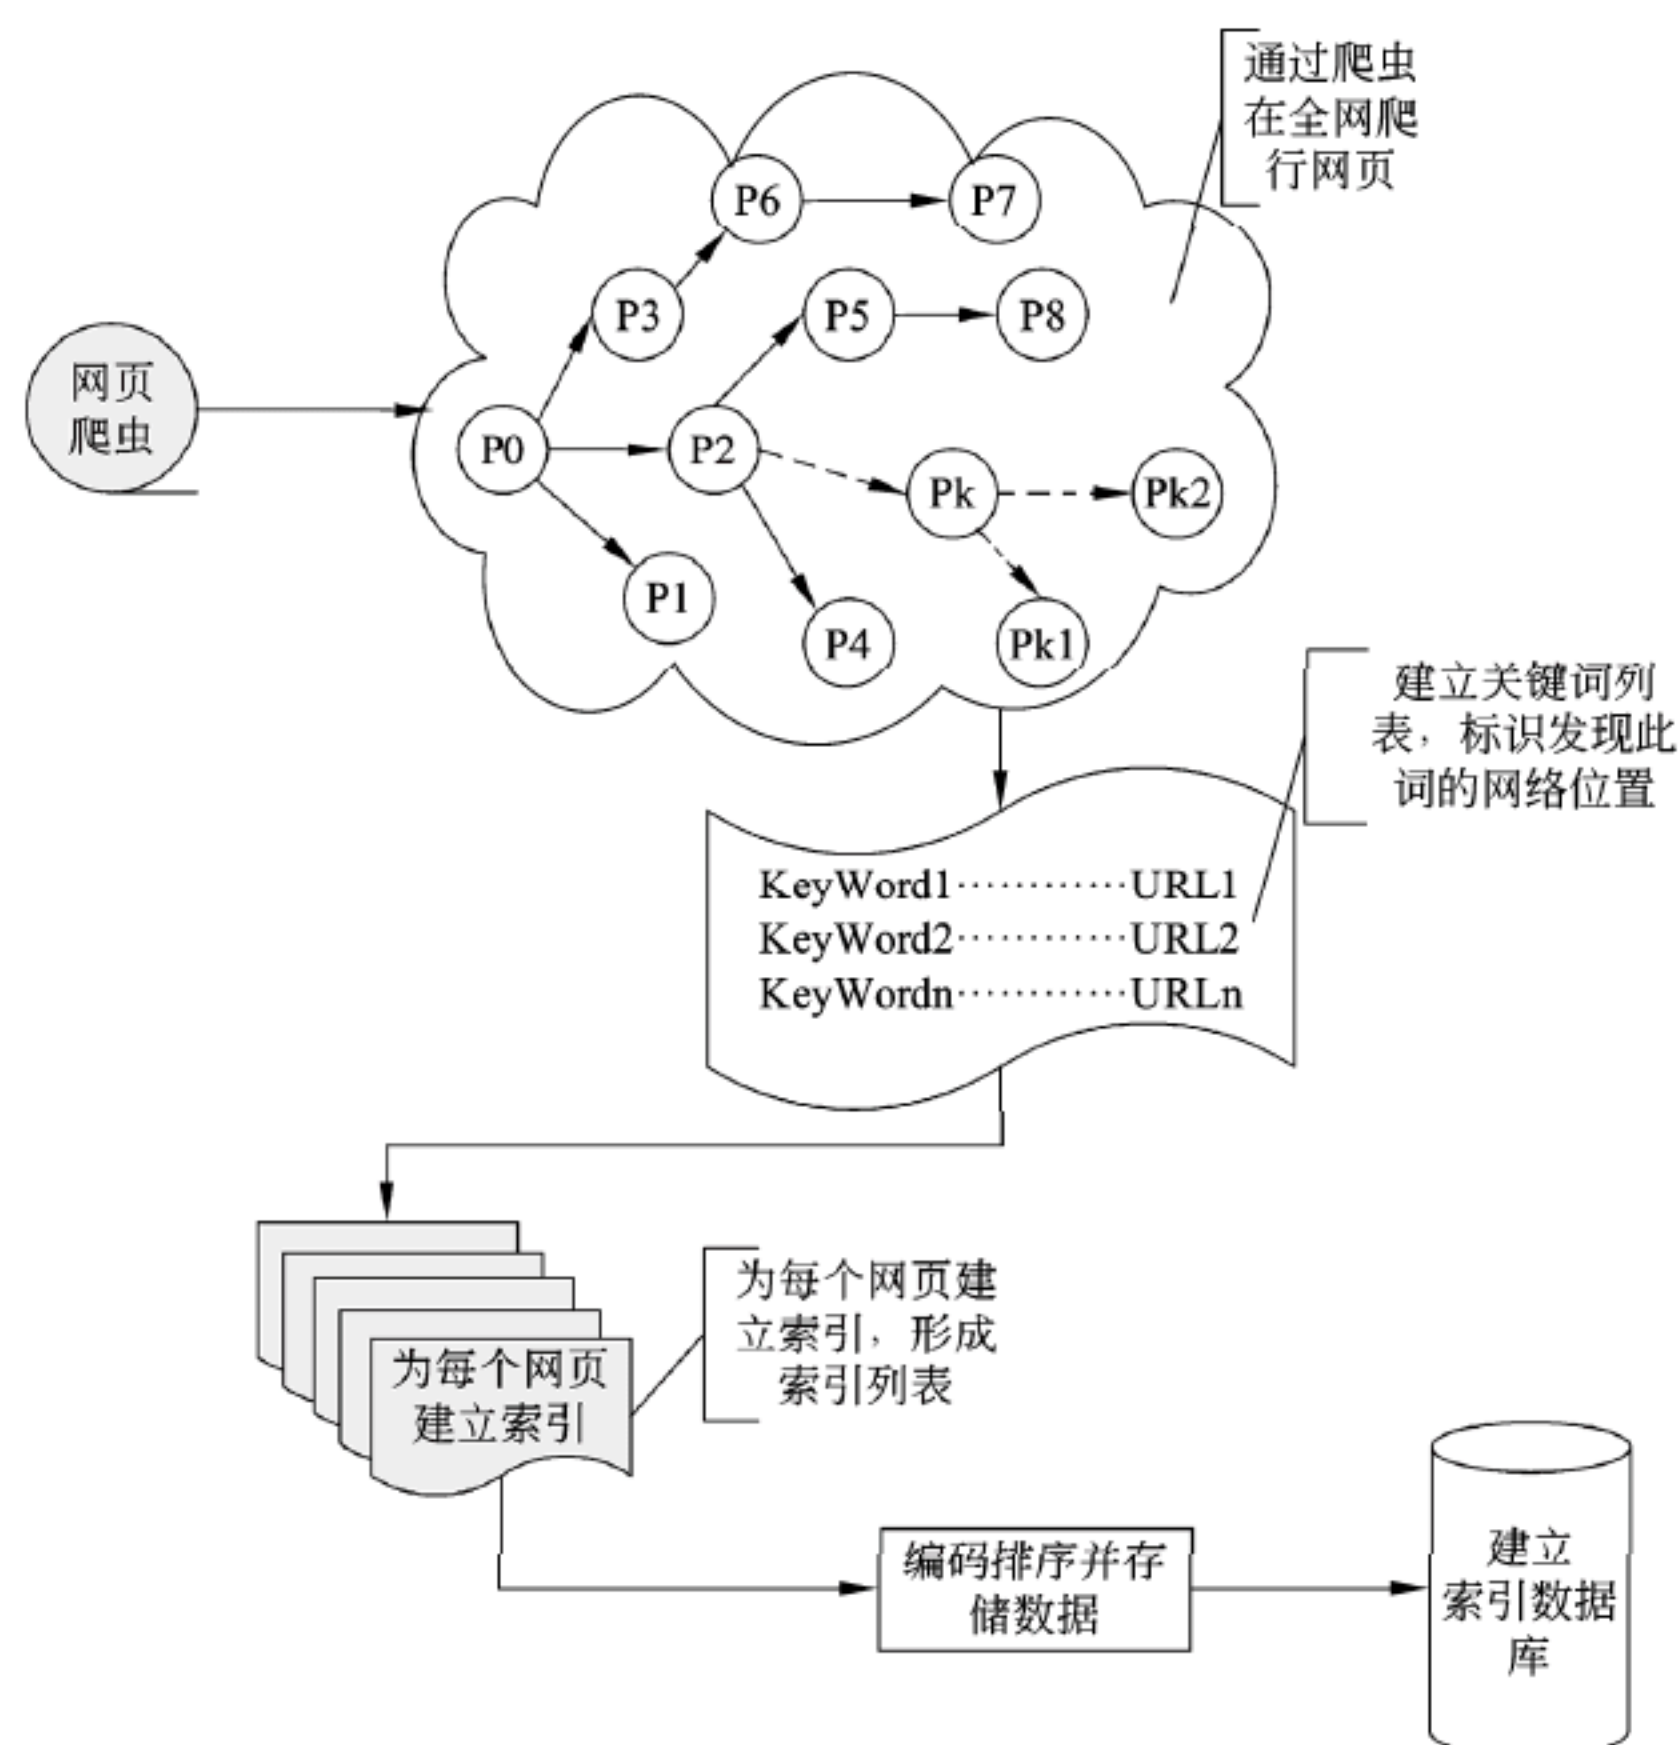 通过爬虫
在全网爬
行网页
P6
P7
P3
P5
P8
网页
爬虫
P0
P2
Pk
Pk2
P1
P4
Pk1
建立关键词列
表，标识发现此
词的网络位置
KeyWord1············URL1
KeyWord2············URL2
KeyWordn············URLn
为每个网页建
立索引，形成
索引列表
为每个网页
建立索引
编码排序并存
储数据
建立
索引数据
库